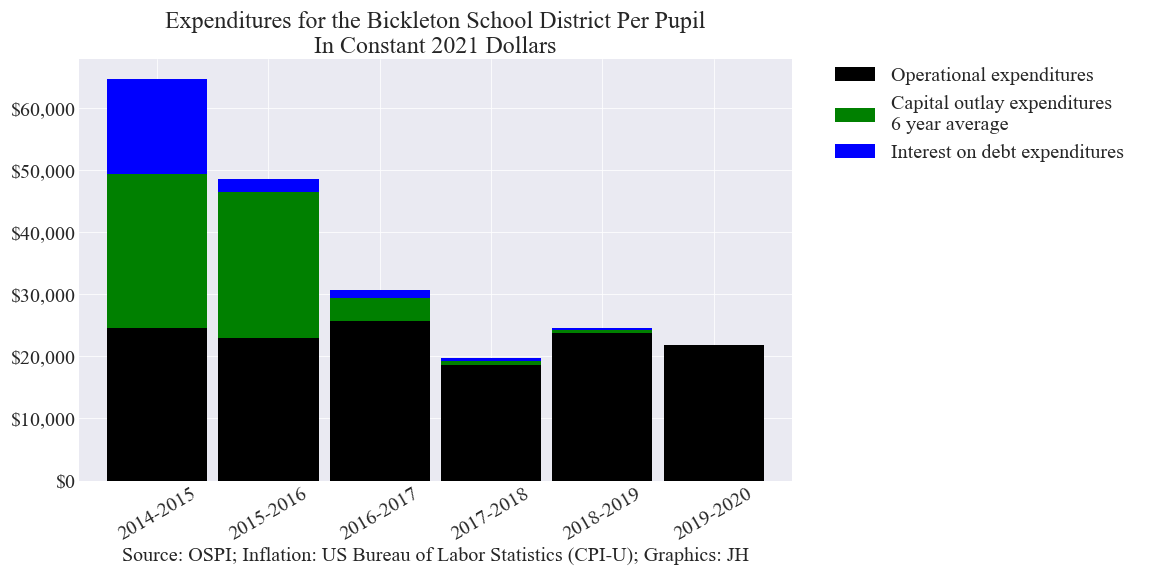 Expenditures for the Bickleton School District Per Pupil
In Constant 2021 Dollars
Operational expenditures
Capital outlay expenditures
6 year average
Interest on debt expenditures
$60,000
$50,000
$40,000
$30,000
$20,000
$10,000
$0
2014-2015
2015-2016
2016-2017
2017-2018
2018-2019
2019-2020
Source: OSPI; Inflation: US Bureau of Labor Statistics (CPI-U); Graphics: JH